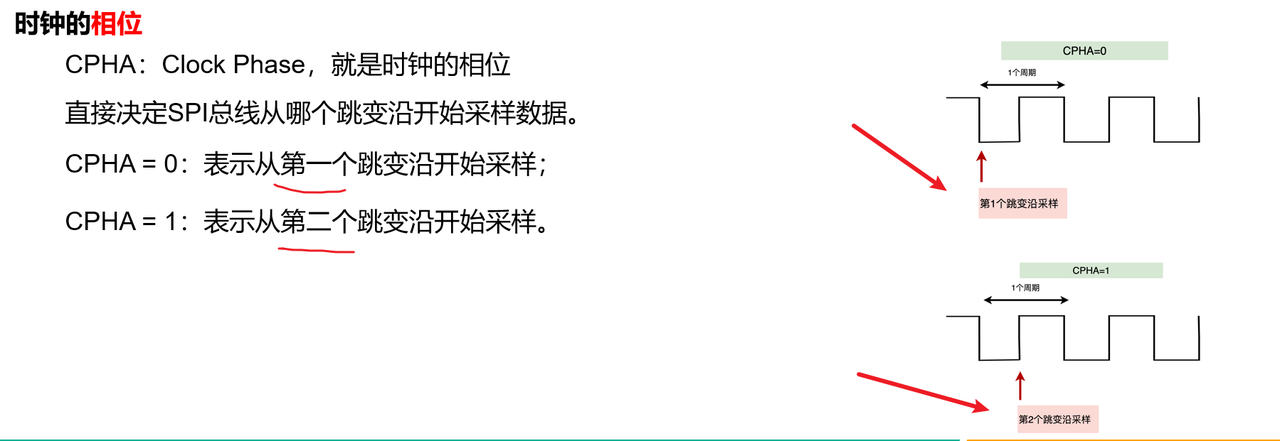 时钟的相位
CPHA：Clock Phase，就是时钟的相位
直接决定SPI总线从哪个跳变沿开始采样数据。
CPHA = 0：表示从第一个跳变沿开始采样；
CPHA = 1：表示从第二个跳变沿开始采样。
CPHA=0
1个周期
第1个跳变沿采样
CPHA=1
1个周期
第2个跳变沿采样